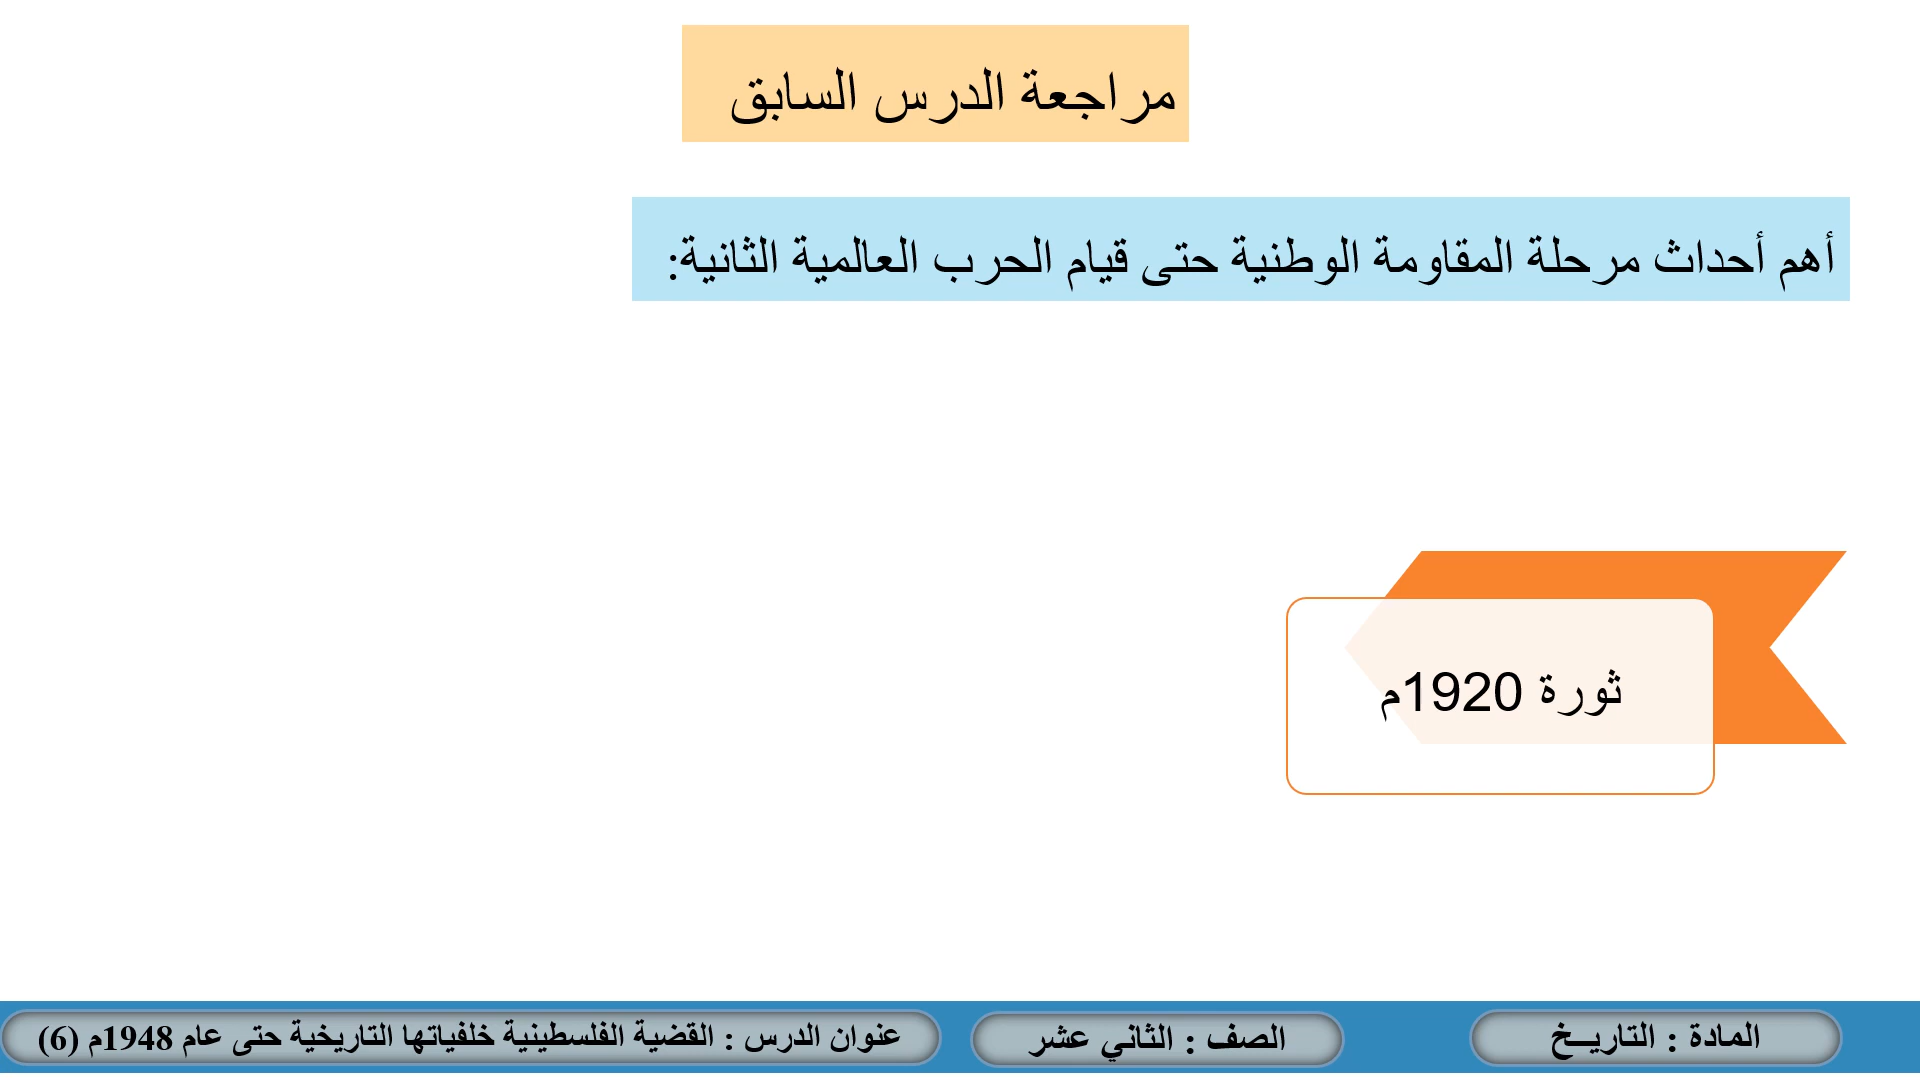 مراجعة الدرس السابق
أهم أحداث مرحلة المقاومة الوطنية حتى قيام الحرب العالمية الثانية:
ثورة 1920م
المادة : التاريـــخ
الصف : الثاني عشر
عنوان الدرس : القضية الفلسطينية خلفياتها التاريخية حتى عام 1948م (6)